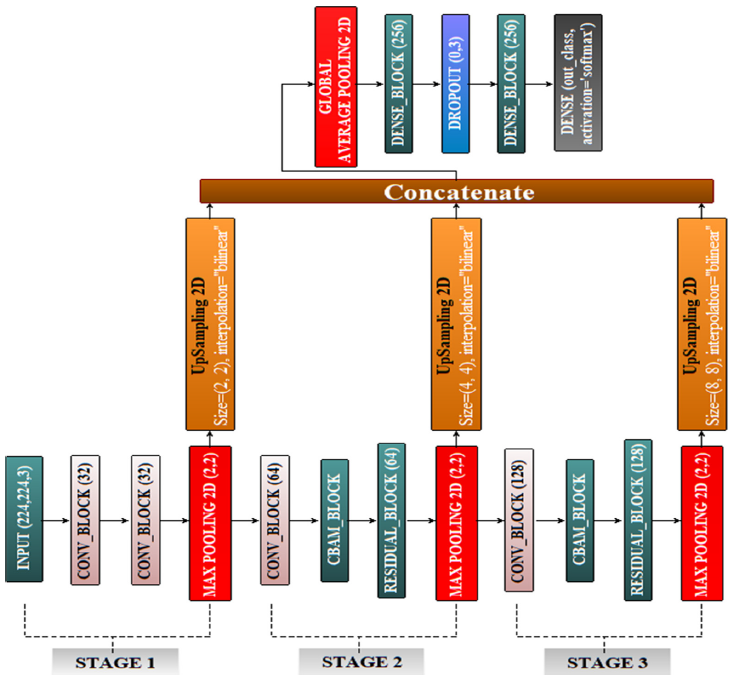 GLOBAL
AVERAGE POOLING 2D
DENSE_BLOCK (256)
DROPOUT (0,3)
DENSE_BLOCK (256)
DENSE (out_class,
activation='softmax')
Concatenate
UpSampling 2D
Size=(2, 2), interpolation="bilinear"
UpSampling 2D
Size=(4, 4), interpolation="bilinear"
UpSampling 2D
Size=(8, 8), interpolation="bilinear"
INPUT (224,224,3)
CONV_BLOCK (32)
CONV_BLOCK (32)
MAX POOLING 2D (2,2)
CONV_BLOCK (64)
CBAM_BLOCK
RESIDUAL_BLOCK (64)
MAX POOLING 2D (2,2)
CONV_BLOCK (128)
CBAM_BLOCK
RESIDUAL_BLOCK (128)
MAX POOLING 2D (2,2)
STAGE 1
STAGE 2
STAGE 3